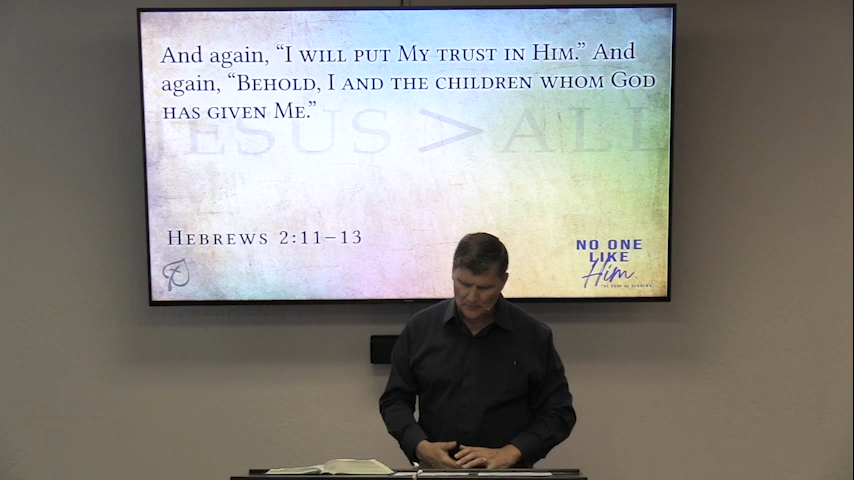 And again, “I will put My trust in Him.” And
again, “Behold, I and the children whom God
has given Me.”
JESUS > ALL
Hebrews 2:11–13
NO ONE
LIKE
Him